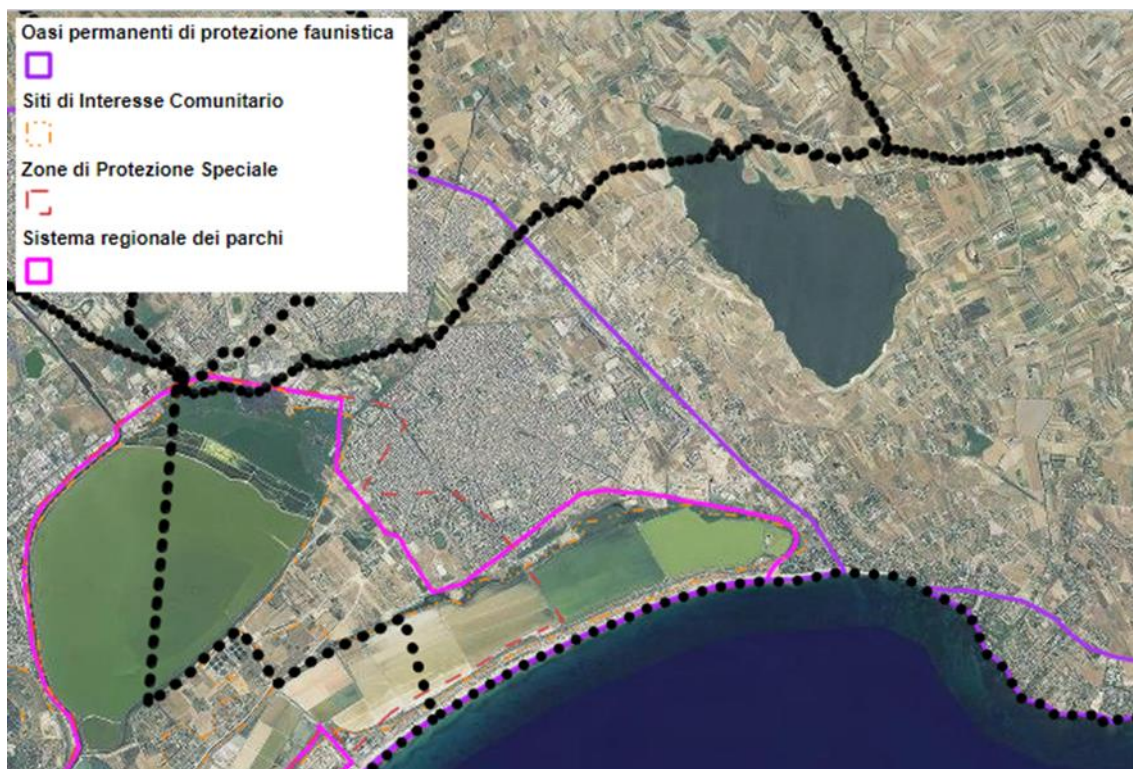 Oasi permanenti di protezione faunistica
Siti di Interesse Comunitario
Zone di Protezione Speciale
Sistema regionale dei parchi